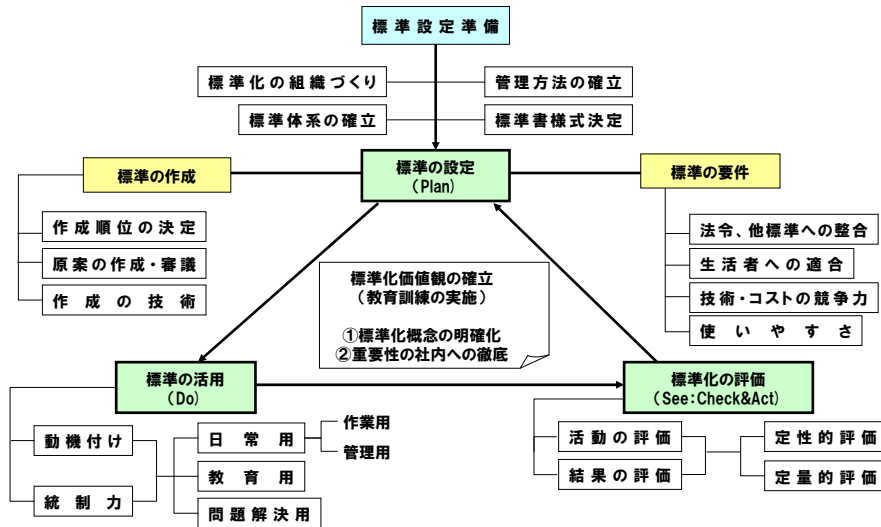 標準設定準備
標準化の組織づくり
管理方法の確立
標準体系の確立
標準書様式決定
標準の作成
標準の設定
(Plan)
標準の要件
作成順位の決定
原案の作成・審議
作成の技術
法令、他標準への整合
生活者への適合
技術・コストの競争力
使いやすさ
標準化価値観の確立
(教育訓練の実施)
①標準化概念の明確化
②重要性の社内への徹底
標準の活用
(Do)
標準化の評価
(See:Check&Act)
動機付け
統制力
日常用
教育用
問題解決用
作業用
管理用
活動の評価
結果の評価
定性的評価
定量的評価